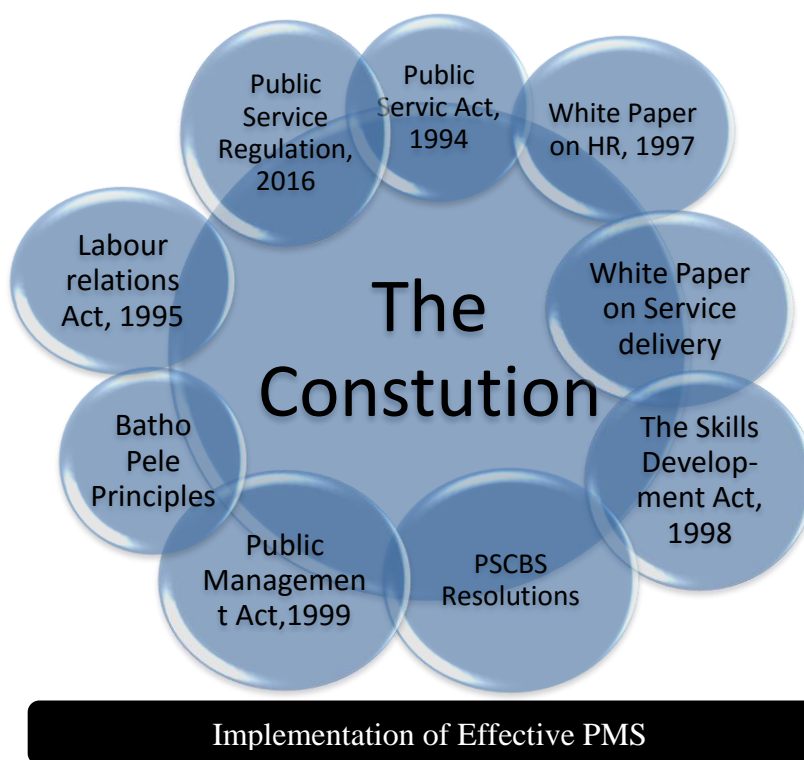 Public
Service
Regulation,
2016
Public
Servic Act,
1994
White Paper
on HR, 1997
White Paper
on Service
delivery
The Skills
Develop-
ment Act,
1998
PSCBS
Resolutions
Public
Managemen
t Act,1999
Batho
Pele
Principles
Labour
relations
Act, 1995
The
Constution
Implementation of Effective PMS